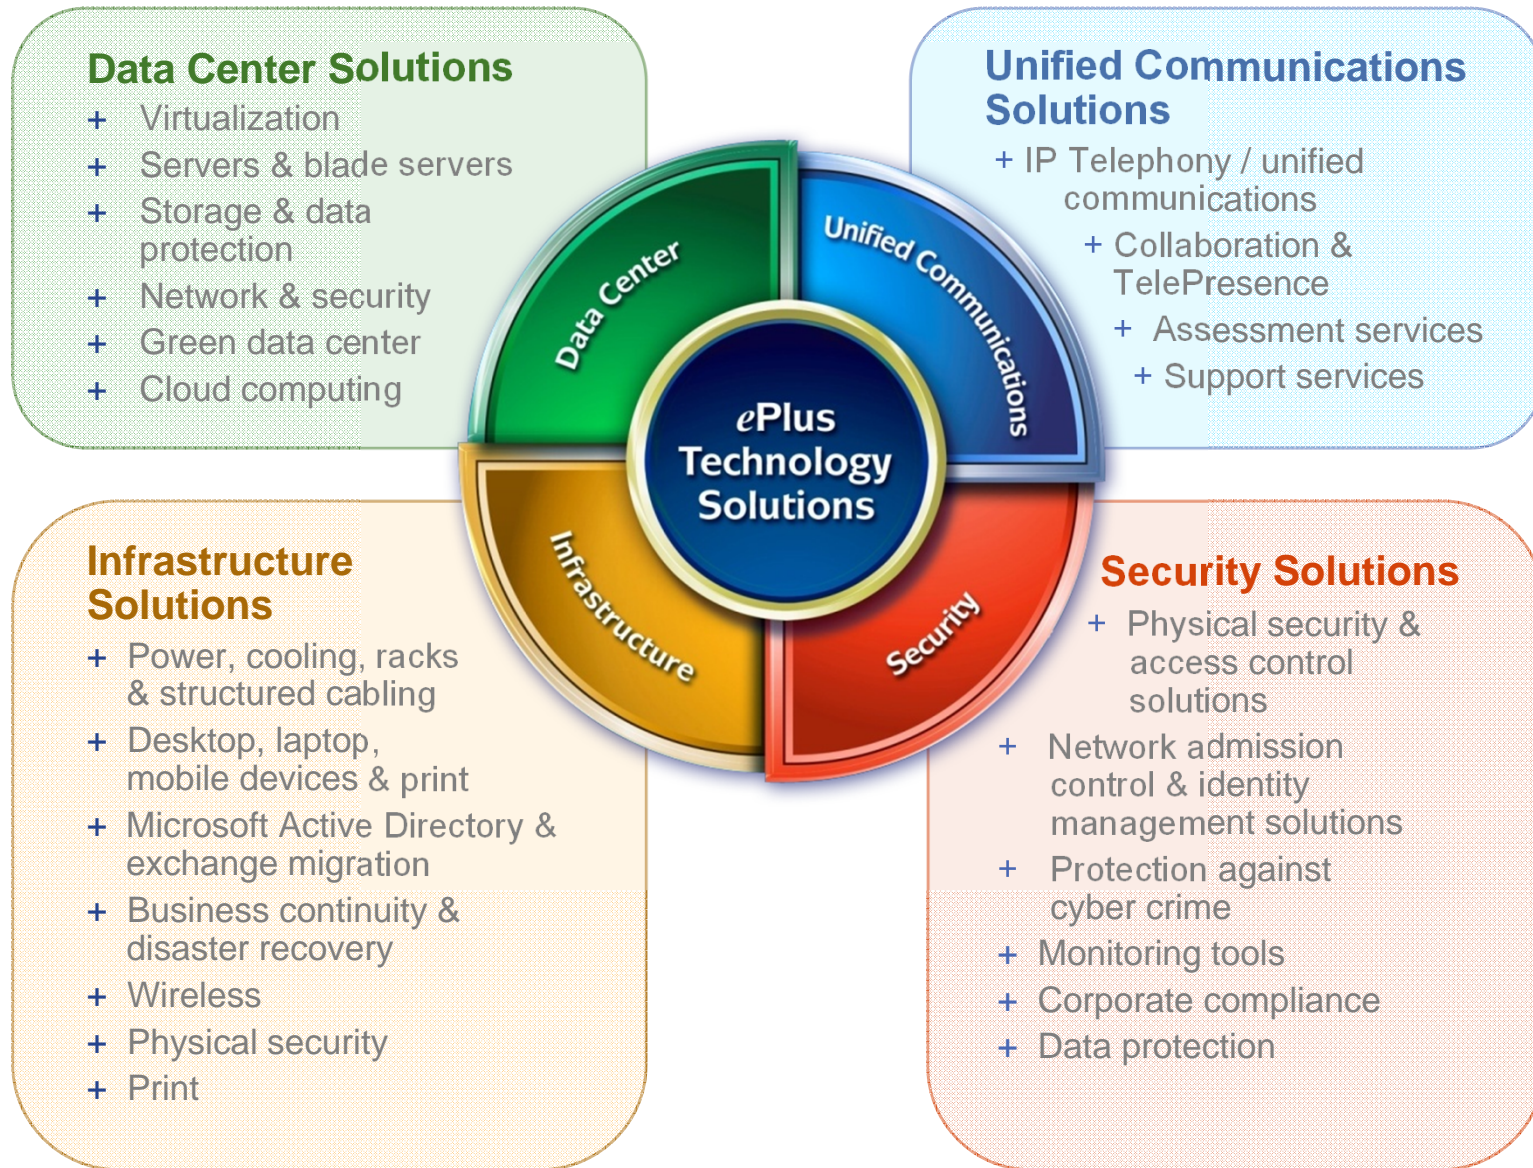 Data Center Solutions
+ Virtualization
+ Servers & blade servers
+ Storage & data
protection
+ Network & security
+ Green data center
+ Cloud computing
Unified Communications
Solutions
+ IP Telephony / unified
communications
+ Collaboration &
TelePresence
+ Assessment services
+ Support services
Data Center
Unified Communications
ePlus
Technology
Solutions
Infrastructure
Security
Infrastructure
Solutions
+ Power, cooling, racks
& structured cabling
+ Desktop, laptop,
mobile devices & print
+ Microsoft Active Directory &
exchange migration
+ Business continuity &
disaster recovery
+ Wireless
+ Physical security
+ Print
Security Solutions
+ Physical security &
access control
solutions
+ Network admission
control & identity
management solutions
+ Protection against
cyber crime
+ Monitoring tools
+ Corporate compliance
+ Data protection